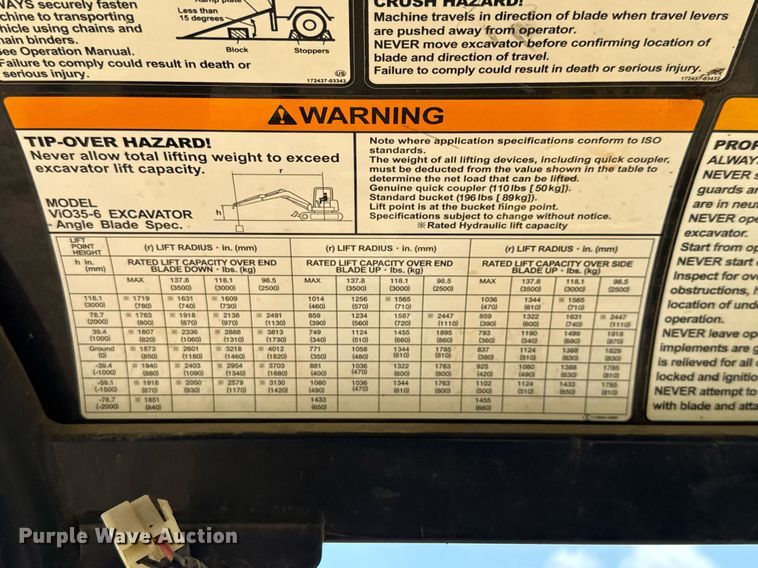 WAYS securely fasten
chine to transporting
hicle using chains and
hain binders.
See Operation Manual.
Failure to comply could result in death or
serious injury.
Ramp plate
Less than
15 degrees
Block
Stoppers
172437-03343
CRUSH HAZARD!
Machine travels in direction of blade when travel levers
are pushed away from operator.
NEVER move excavator before confirming location of
blade and direction of travel.
Failure to comply could result in death or serious injury.
WARNING
TIP-OVER HAZARD!
Never allow total lifting weight to exceed
excavator lift capacity.
MODEL
ViO35-6 EXCAVATOR
- Angle Blade Spec.
r
h
Note where application specifications conform to ISO
standards.
The weight of all lifting devices, including quick coupler,
must be deducted from the value shown in the table to
determine the net load that can be lifted.
Genuine quick coupler (110lbs [50kg]).
Standard bucket (196lbs [89kg]).
Lift point is at the bucket hinge point.
Specifications subject to change without notice.
※Rated Hydraulic lift capacity
LIFT POINT HEIGHT h in. (mm)
(r) LIFT RADIUS · in. (mm) (r) LIFT RADIUS · in. (mm) (r) LIFT RADIUS · in. (mm)
RATED LIFT CAPACITY OVER END BLADE DOWN · lbs. (kg) RATED LIFT CAPACITY OVER END BLADE UP · lbs. (kg) RATED LIFT CAPACITY OVER SIDE BLADE UP · lbs. (kg)
MAX 137.8 (3500) 118.1 (3000) 98.5 (2500) MAX 137.8 (3500) 118.1 (3000) 98.5 (2500) MAX 137.8 (3500) 118.1 (3000) 98.5 (2500)
118.1 (3000) ※ 1719 (780) ※ 1631 (740) ※ 1609 (730) 1014 (460) 1256 (570) ※ 1565 (710) 1036 (470) 1344 (610) ※ 1565 (710)
78.7 (2000) ※ 1763 (800) ※ 1918 (870) ※ 2138 (970) ※ 2491 (1130) 859 (390) 1234 (560) 1587 (720) ※ 2447 (1110) 859 (390) 1322 (600) 1631 (740) ※ 2447 (1110)
39.4 (1000) ※ 1807 (820) ※ 2336 (1060) ※ 2888 (1310) ※ 3813 (1730) 749 (340) 1124 (510) 1455 (660) 1895 (860) 793 (360) 1190 (540) 1499 (680) 1918 (870)
Ground (0) ※ 1873 (850) ※ 2601 (1180) ※ 3218 (1460) ※ 4012 (1820) 771 (350) 1058 (480) 1344 (610) 1785 (810) 837 (380) 1124 (510) 1388 (630) 1829 (830)
-39.4 (-1000) ※ 1940 (880) ※ 2403 (1090) ※ 2954 (1340) ※ 3703 (1680) 881 (400) 1036 (470) 1322 (600) 1763 (800) 925 (420) 1080 (490) 1388 (630) 1785 (810)
-59.1 (-1500) ※ 1918 (870) ※ 2050 (930) ※ 2579 (1170) ※ 3130 (1420) 1080 (490) 1036 (470) 1344 (610) 1763 (800) 1102 (500) 1124 (510) 1433 (650) 1785 (810)
-78.7 (-2000) ※ 1851 (840) 1433 (650) 1455 (660)
PROP
ALWAY
NEVER s
guards a
are in neu
NEVER ope
excavator.
Start from op
NEVER start e
Inspect for ove
obstructions, h
location of unde
operation.
NEVER leave op
implements are g
is relieved for all
locked and ignitio
NEVER attempt to
with blade and atta
Purple Wave Auction